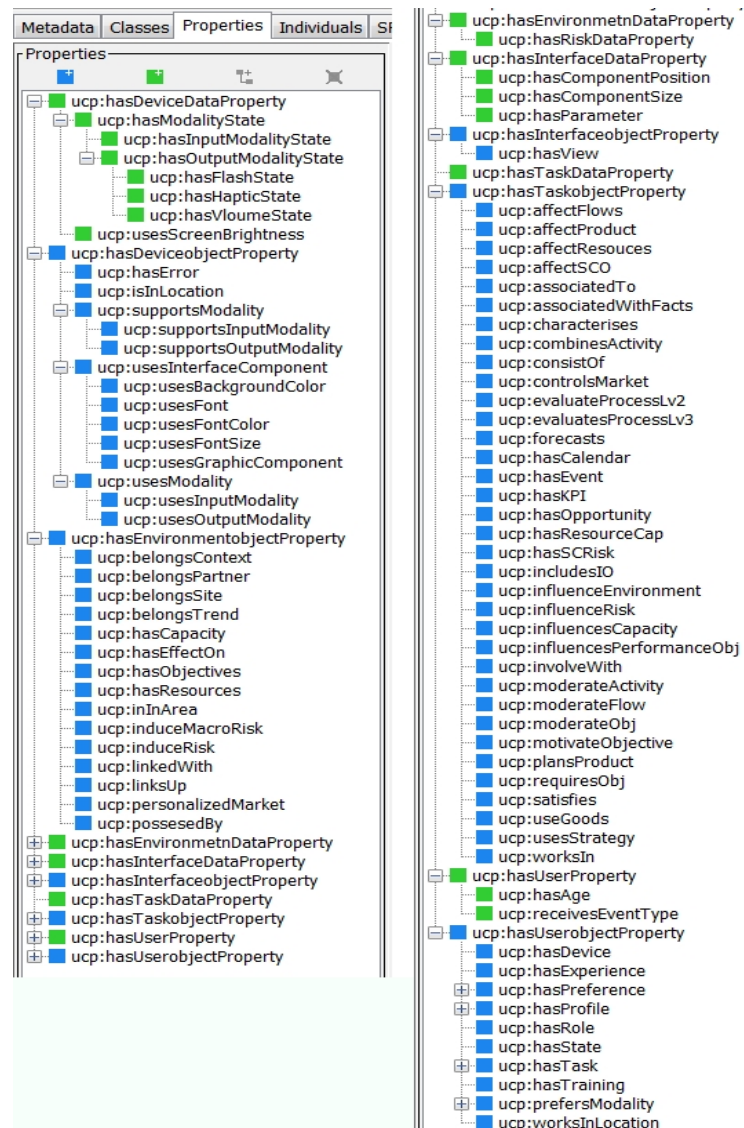 Metadata Classes Properties Individuals
Properties
ucp:hasDeviceDataProperty
ucp:hasModalityState
ucp:hasInputModalityState
ucp:hasOutputModalityState
ucp:hasFlashState
ucp:hasHapticState
ucp:hasVloumeState
ucp:usesScreenBrightness
ucp:hasDeviceobjectProperty
ucp:hasError
ucp:isInLocation
ucp:supportsModality
ucp:supportsInputModality
ucp:supportsOutputModality
ucp:usesInterfaceComponent
ucp:usesBackgroundColor
ucp:usesFont
ucp:usesFontColor
ucp:usesFontSize
ucp:usesGraphicComponent
ucp:usesModality
ucp:usesInputModality
ucp:usesOutputModality
ucp:hasEnvironmentobjectProperty
ucp:belongsContext
ucp:belongsPartner
ucp:belongsSite
ucp:belongsTrend
ucp:hasCapacity
ucp:hasEffectOn
ucp:hasObjectives
ucp:hasResources
ucp:inInArea
ucp:induceMacroRisk
ucp:induceRisk
ucp:linkedWith
ucp:linksUp
ucp:personalizedMarket
ucp:possesedBy
ucp:hasEnvironmetnDataProperty
ucp:hasInterfaceDataProperty
ucp:hasInterfaceobjectProperty
ucp:hasTaskDataProperty
ucp:hasTaskobjectProperty
ucp:hasUserProperty
ucp:hasUserobjectProperty
ucp:hasEnvironmetnDataProperty
ucp:hasRiskDataProperty
ucp:hasInterfaceDataProperty
ucp:hasComponentPosition
ucp:hasComponentSize
ucp:hasParameter
ucp:hasInterfaceobjectProperty
ucp:hasView
ucp:hasTaskDataProperty
ucp:hasTaskobjectProperty
ucp:affectFlows
ucp:affectProduct
ucp:affectResouces
ucp:affectSCO
ucp:associatedTo
ucp:associatedWithFacts
ucp:characterises
ucp:combinesActivity
ucp:consistOf
ucp:controlsMarket
ucp:evaluateProcessLv2
ucp:evaluatesProcessLv3
ucp:forecasts
ucp:hasCalendar
ucp:hasEvent
ucp:hasKPI
ucp:hasOpportunity
ucp:hasResourceCap
ucp:hasSCRisk
ucp:includesIO
ucp:influenceEnvironment
ucp:influenceRisk
ucp:influencesCapacity
ucp:influencesPerformanceObj
ucp:involveWith
ucp:moderateActivity
ucp:moderateFlow
ucp:moderateObj
ucp:motivateObjective
ucp:plansProduct
ucp:requiresObj
ucp:satisfies
ucp:useGoods
ucp:usesStrategy
ucp:worksIn
ucp:hasUserProperty
ucp:hasAge
ucp:receivesEventType
ucp:hasUserobjectProperty
ucp:hasDevice
ucp:hasExperience
ucp:hasPreference
ucp:hasProfile
ucp:hasRole
ucp:hasState
ucp:hasTask
ucp:hasTraining
ucp:prefersModality
ucp:worksInLocation